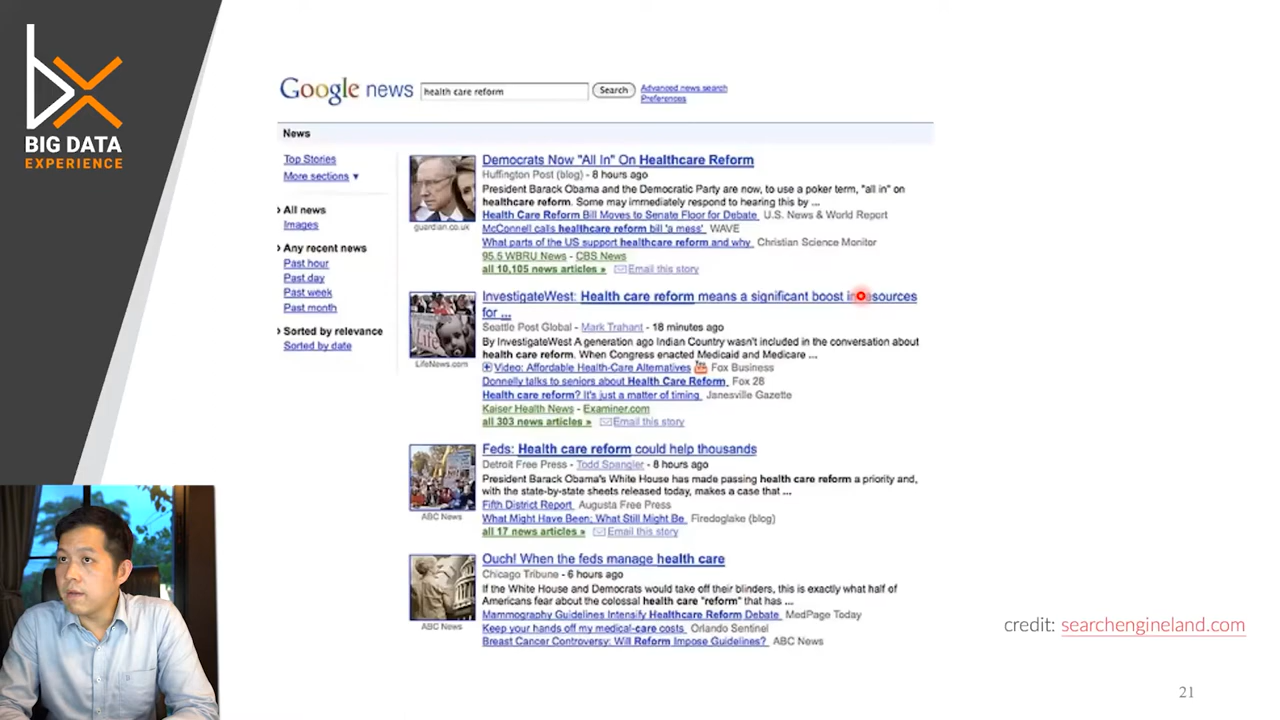 BIG DATA
EXPERIENCE
Google news
health care reform
Search
Advanced news search
Preferences
News
Top Stories
More sections ▼
All news
Images
Any recent news
Past hour
Past day
Past week
Past month
Sorted by relevance
Sorted by date
Democrats Now "All In" On Healthcare Reform
Huffington Post (blog) - 8 hours ago
President Barack Obama and the Democratic Party are now, to use a poker term, "all in" on
healthcare reform. Some may immediately respond to hearing this by ...
Health Care Reform Bill Moves to Senate Floor for Debate U.S. News & World Report
McConnell calls healthcare reform bill 'a mess' WAVE
What parts of the US support healthcare reform and why Christian Science Monitor
95.5 WBRU News - CBS News
all 10,105 news articles » Email this story
guardian.co.uk
InvestigateWest: Health care reform means a significant boost in
for ...
Seattle Post Global - Mark Trahant - 18 minutes ago
By InvestigateWest A generation ago Indian Country wasn't included in the conversation about
health care reform. When Congress enacted Medicaid and Medicare ...
Video: Affordable Health-Care Alternatives Fox Business
Donnelly talks to seniors about Health Care Reform Fox 28
Health care reform? It's just a matter of timing Janesville Gazette
Kaiser Health News - Examiner.com
all 303 news articles » Email this story
LifeNews.com
Feds: Health care reform could help thousands
Detroit Free Press - Todd Spangler - 8 hours ago
President Barack Obama's White House has made passing health care reform a priority and,
with the state-by-state sheets released today, makes a case that ...
Fifth District Report Augusta Free Press
What Might Have Been; What Still Might Be Firedoglake (blog)
all 17 news articles » Email this story
ABC News
Ouch! When the feds manage health care
Chicago Tribune - 6 hours ago
If the White House and Democrats would take off their blinders, this is exactly what half of
Americans fear about the colossal health care "reform" that has ...
Mammography Guidelines Intensify Healthcare Reform Debate MedPage Today
Keep your hands off my medical-care costs Orlando Sentinel
Breast Cancer Controversy: Will Reform Impose Guidelines? ABC News
ABC News
credit: searchengineland.com
21